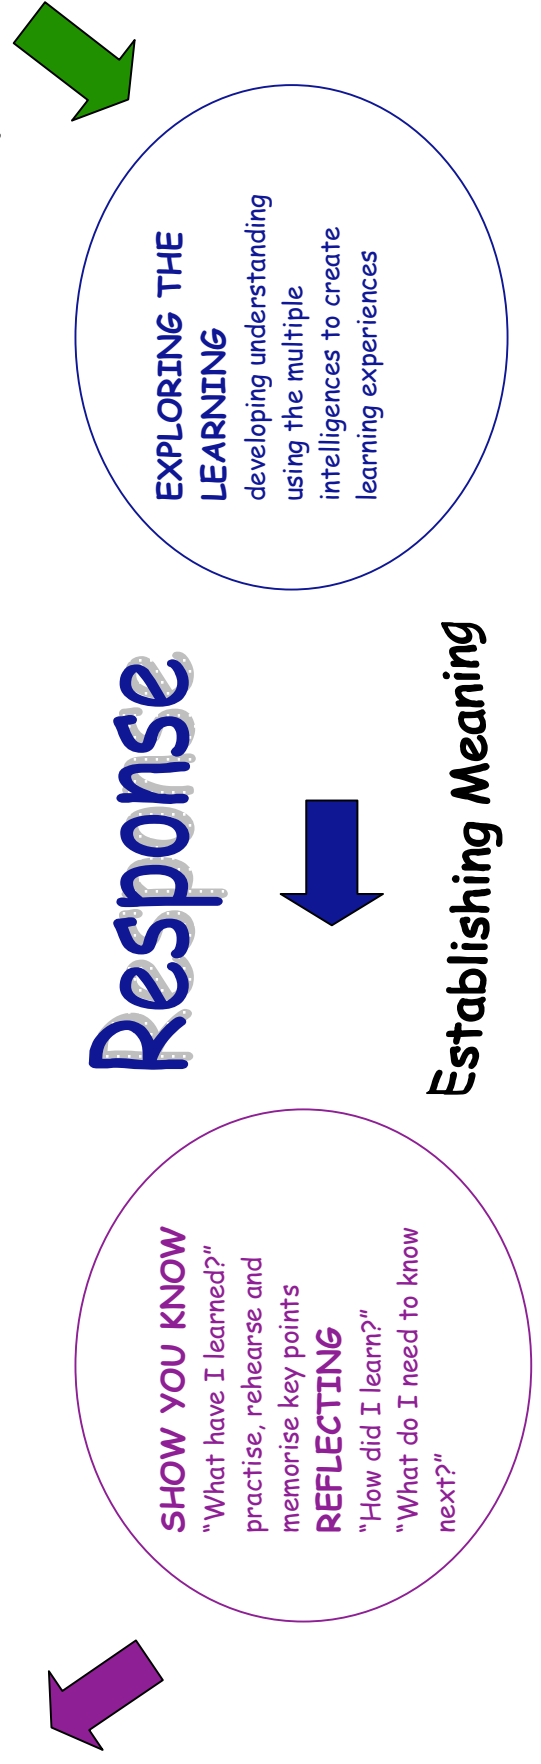 SHOW YOU KNOW
“What have I learned?”
practise, rehearse and
memorise key points
REFLECTING
“How did I learn?”
“What do I need to know
next?”
Response
Establishing Meaning
EXPLORING THE
LEARNING
developing understanding
using the multiple
intelligences to create
learning experiences